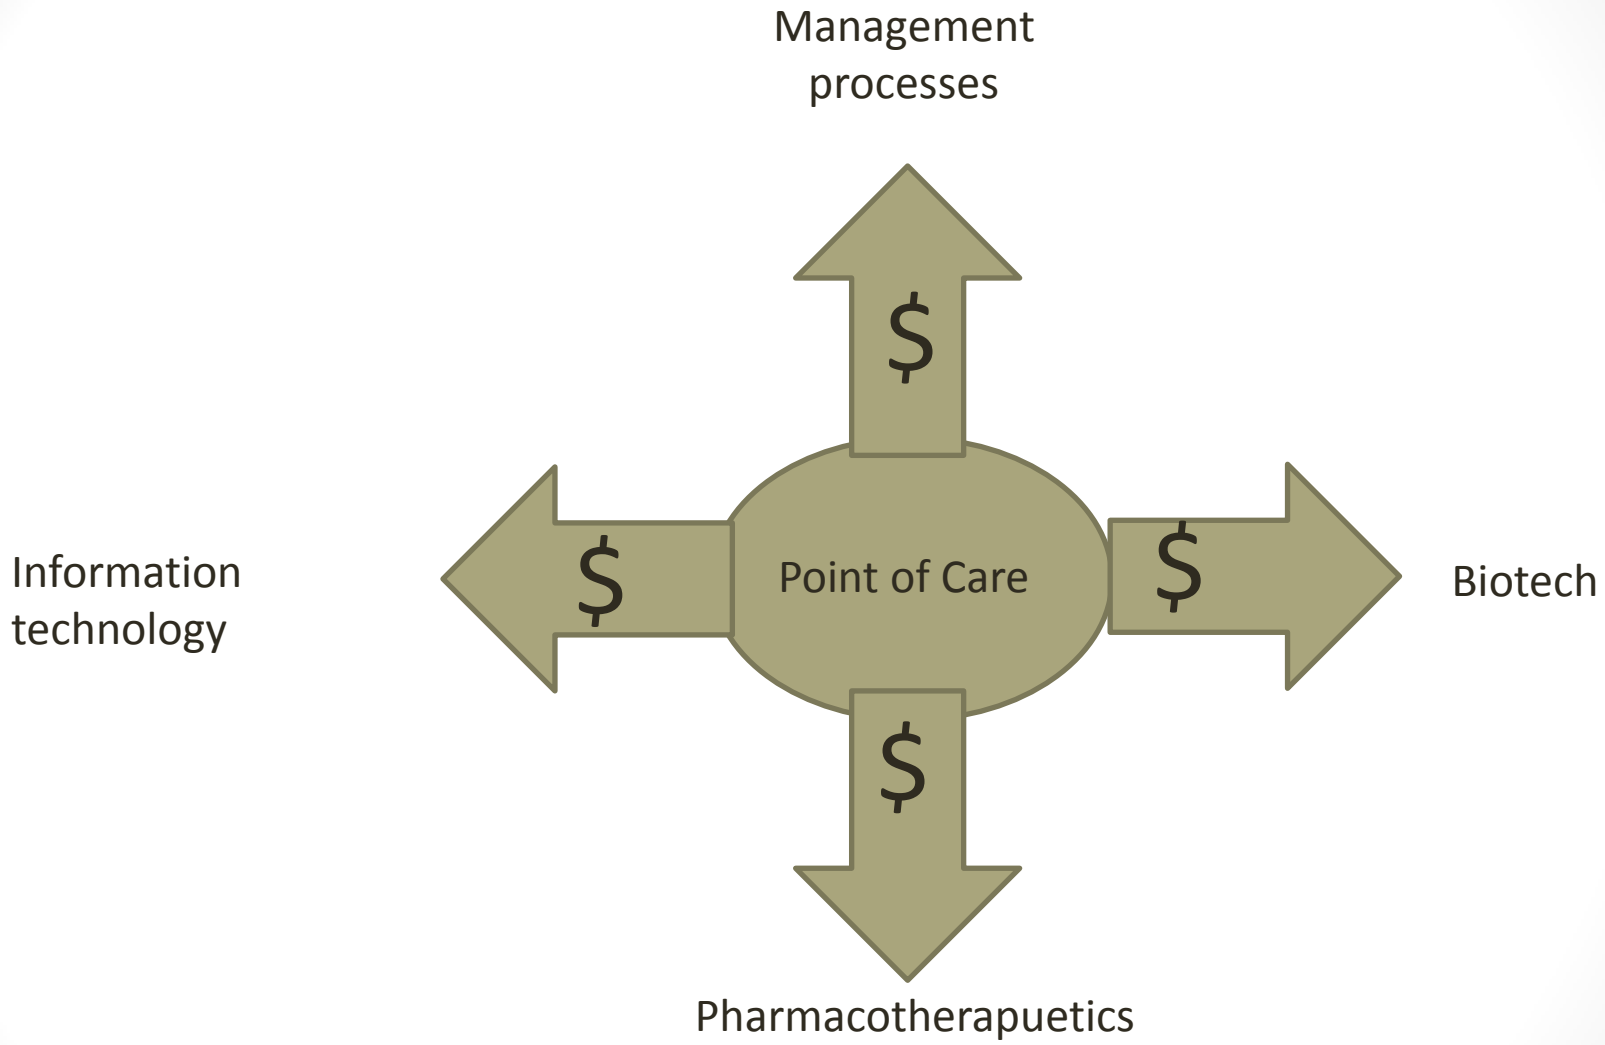 Management
processes
$
$
Point of Care
$
Information
technology
Biotech
$
Pharmacotherapuetics